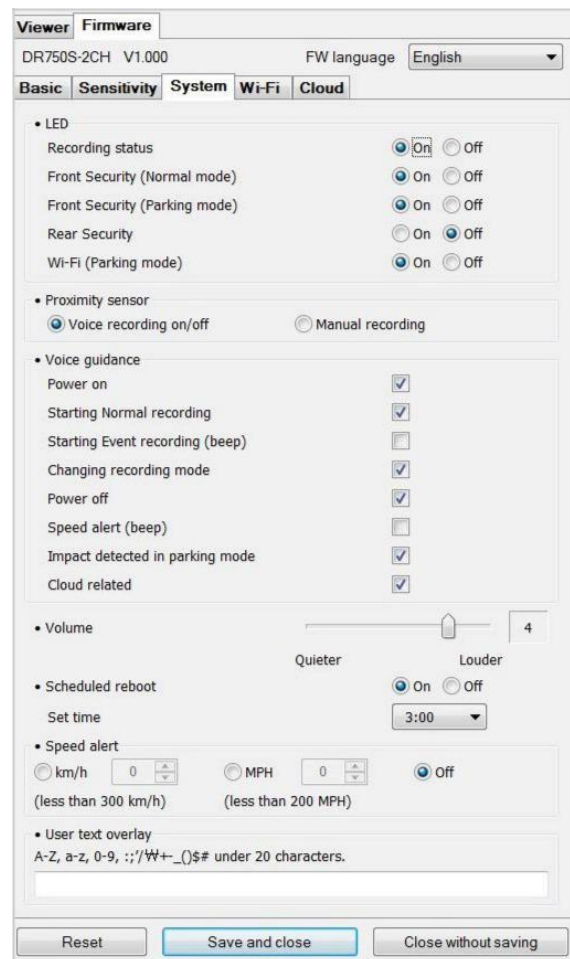 Viewer Firmware
DR750S-2CH V1.000 FW language English
Basic Sensitivity System Wi-Fi Cloud
• LED
Recording status On Off
Front Security (Normal mode) On Off
Front Security (Parking mode) On Off
Rear Security On Off
Wi-Fi (Parking mode) On Off
• Proximity sensor
Voice recording on/off Manual recording
• Voice guidance
Power on
Starting Normal recording
Starting Event recording (beep)
Changing recording mode
Power off
Speed alert (beep)
Impact detected in parking mode
Cloud related
• Volume 4
Quieter Louder
• Scheduled reboot On Off
Set time 3:00
• Speed alert
km/h 0 MPH 0 Off
(less than 300 km/h) (less than 200 MPH)
• User text overlay
A-Z, a-z, 0-9, :;'/₩+-_()$# under 20 characters.
Reset Save and close Close without saving